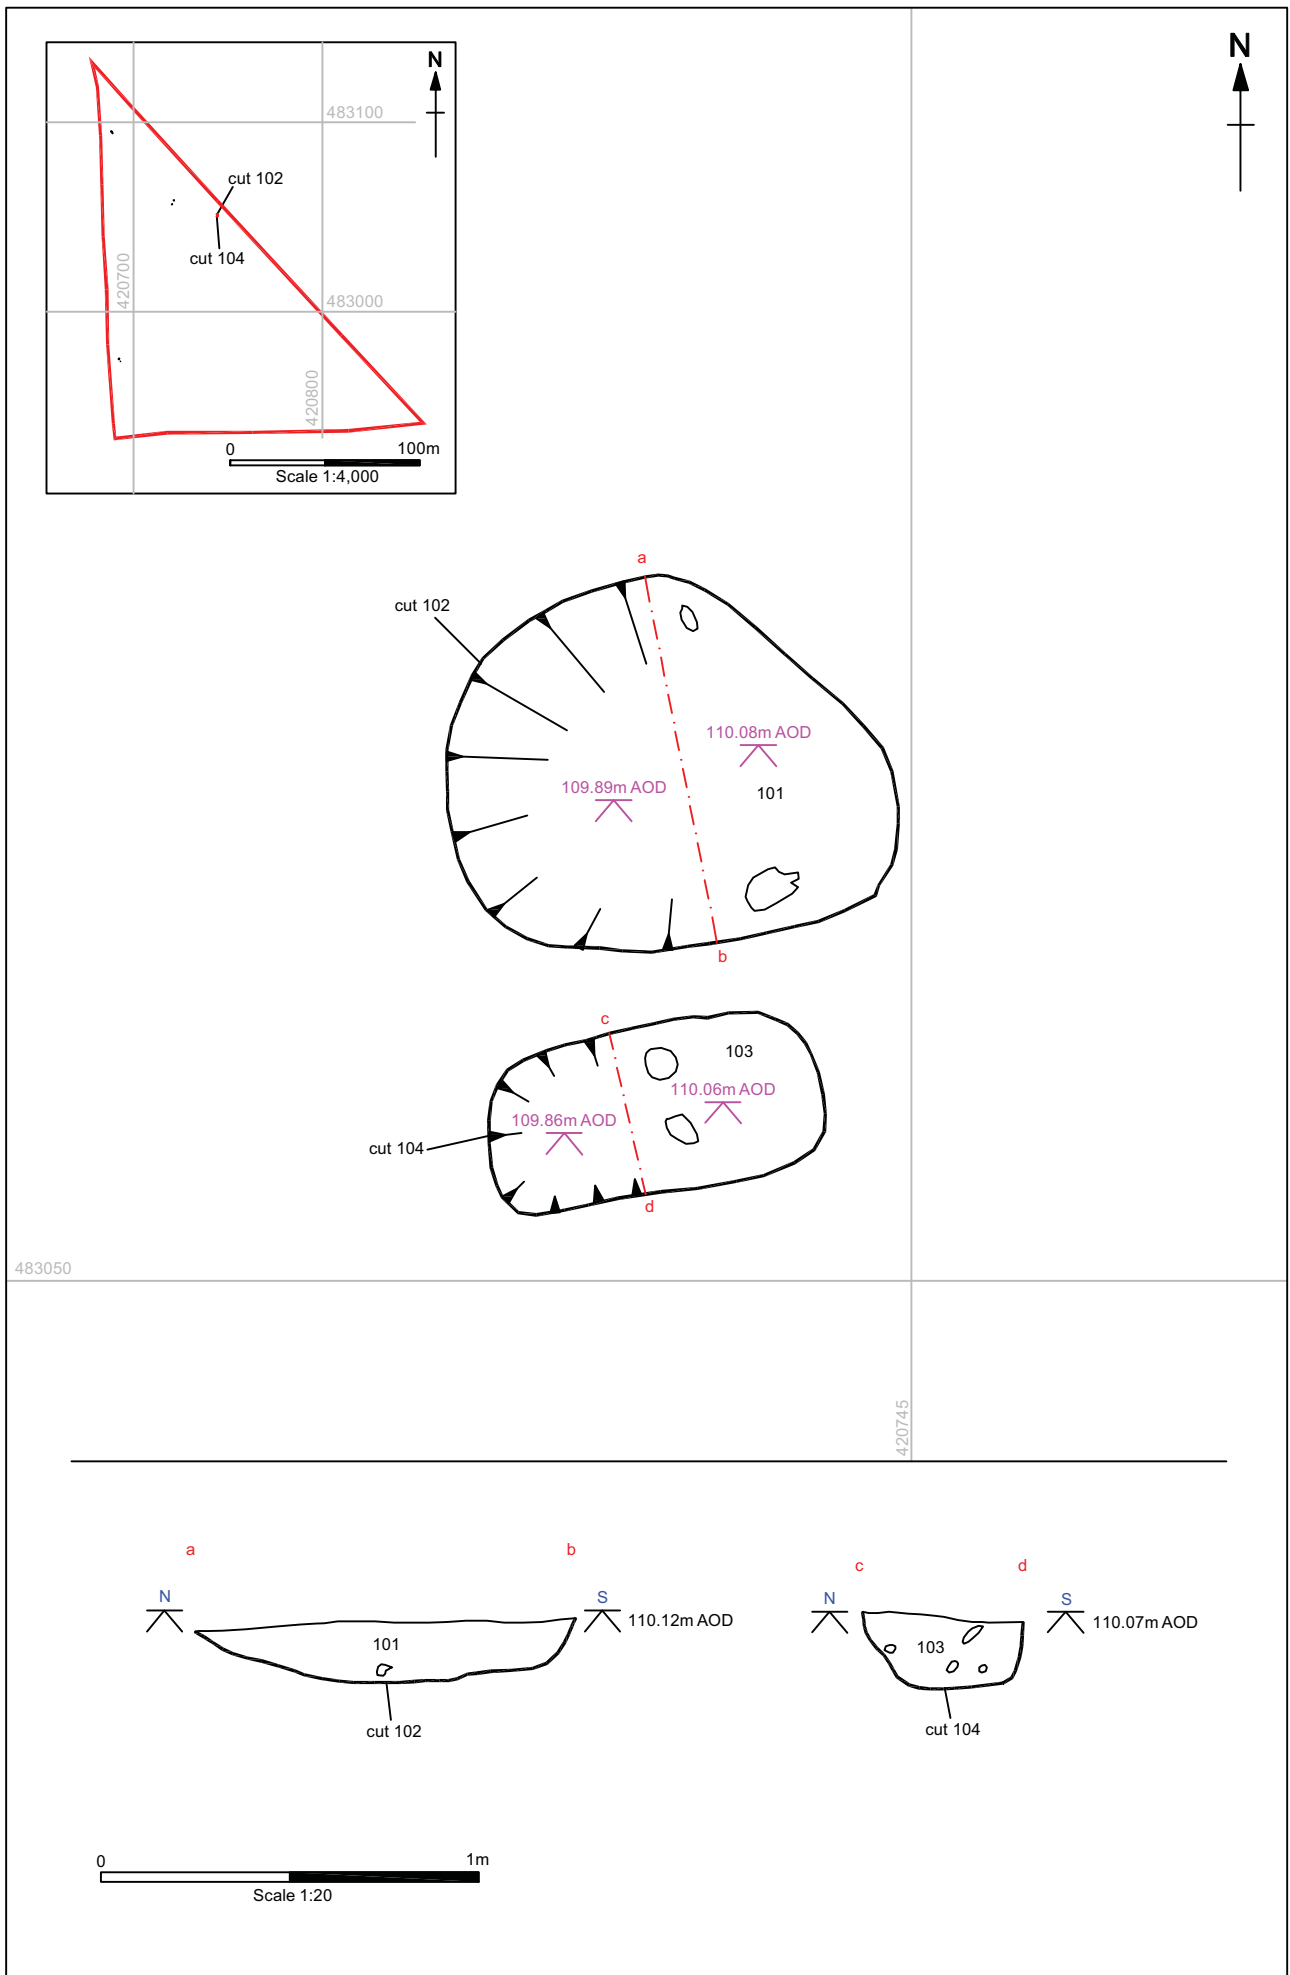 N
N
483100
cut 102
cut 104
420700
483000
420800
0 100m
Scale 1:4,000
a
cut 102
110.08m AOD
109.89m AOD
101
b
c
103
110.06m AOD
109.86m AOD
cut 104
d
483050
420745
a b
N S
110.12m AOD
101
cut 102
c d
N S
110.07m AOD
103
cut 104
0 1m
Scale 1:20